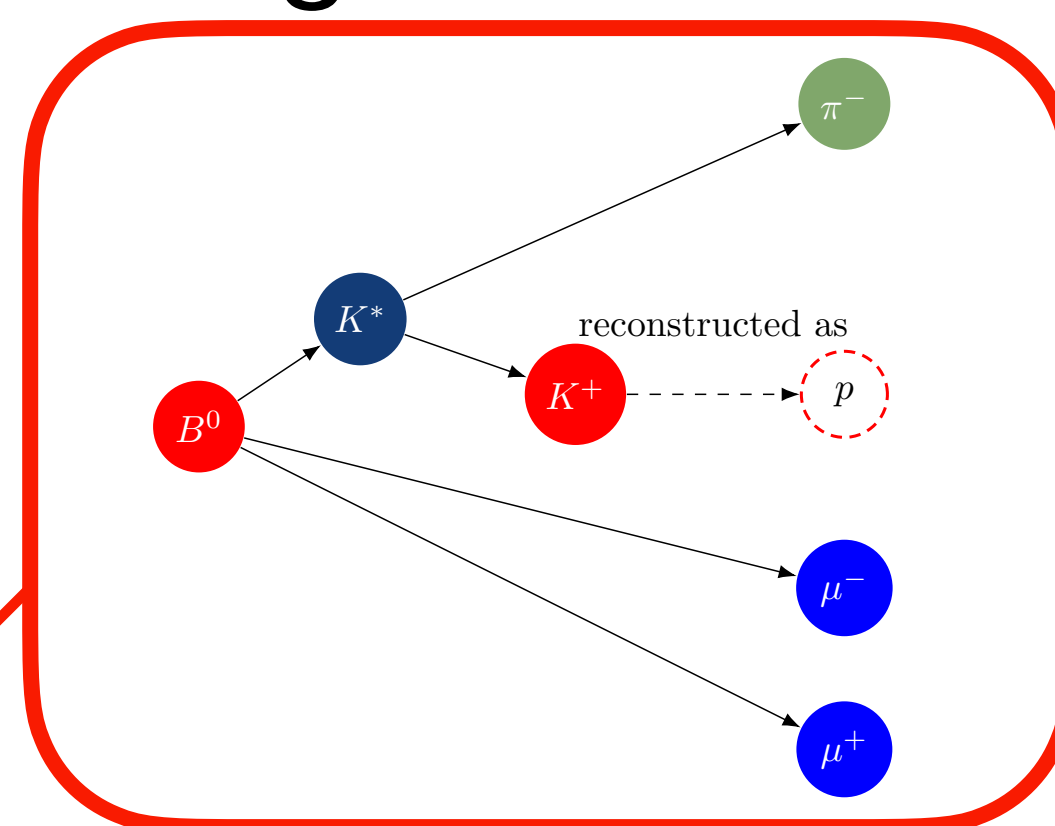 π⁻
K*
reconstructed as
K⁺
p
B⁰
μ⁻
μ⁺